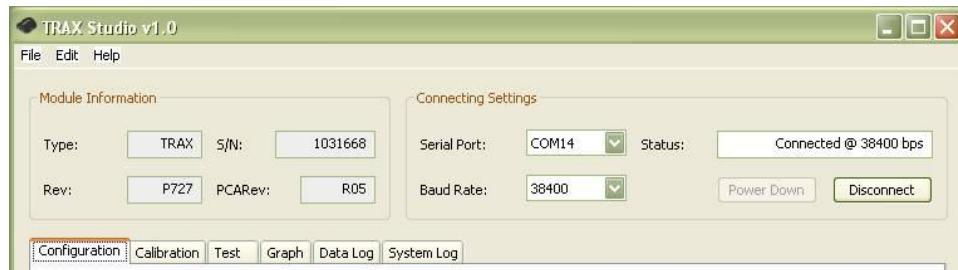 TRAX Studio v1.0
File Edit Help
Module Information
Type: TRAX S/N: 1031668
Rev: P727 PCARev: R05
Connecting Settings
Serial Port: COM14 Status: Connected @ 38400 bps
Baud Rate: 38400 Power Down Disconnect
Configuration Calibration Test Graph Data Log System Log